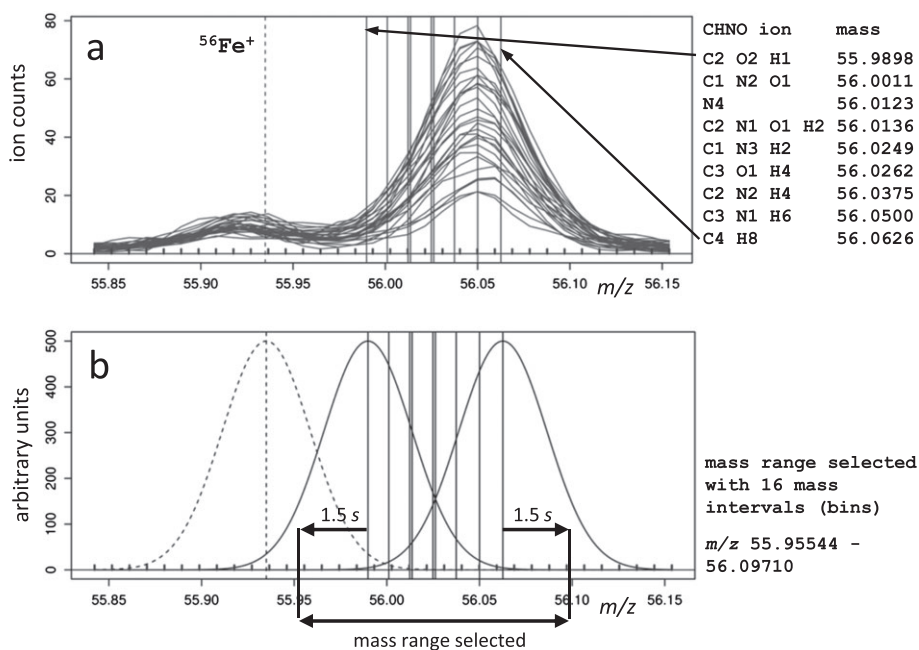 a
⁵⁶Fe⁺
ion counts
80
60
40
20
0
55.85 55.90 55.95 56.00 56.05 56.10 56.15
m/z
CHNO ion mass
C2 O2 H1 55.9898
C1 N2 O1 56.0011
N4 56.0123
C2 N1 O1 H2 56.0136
C1 N3 H2 56.0249
C3 O1 H4 56.0262
C2 N2 H4 56.0375
C3 N1 H6 56.0500
C4 H8 56.0626
b
arbitrary units
500
400
300
200
100
0
1.5 s 1.5 s
55.85 55.90 55.95 56.00 56.05 56.10 56.15
m/z
mass range selected
mass range selected
with 16 mass
intervals (bins)
m/z 55.95544 -
56.09710